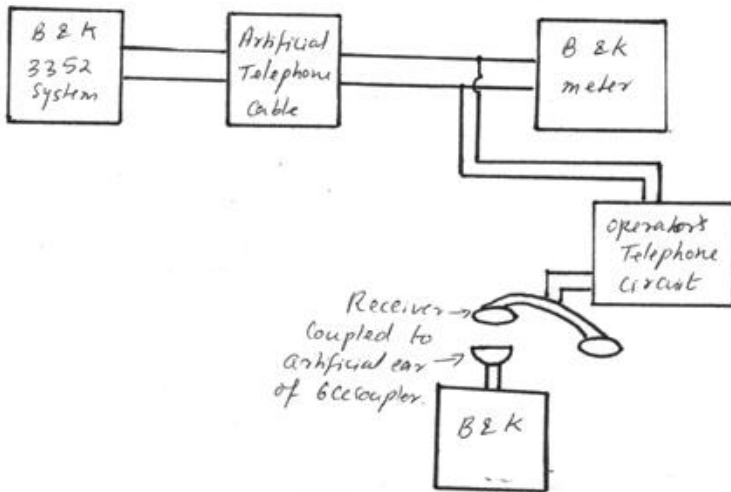 B & K
3352
System
Artificial
Telephone
Cable
B & K
meter
Operator's
Telephone
Circuit
Receiver
Coupled to
artificial ear
of 6cc coupler.
B & K